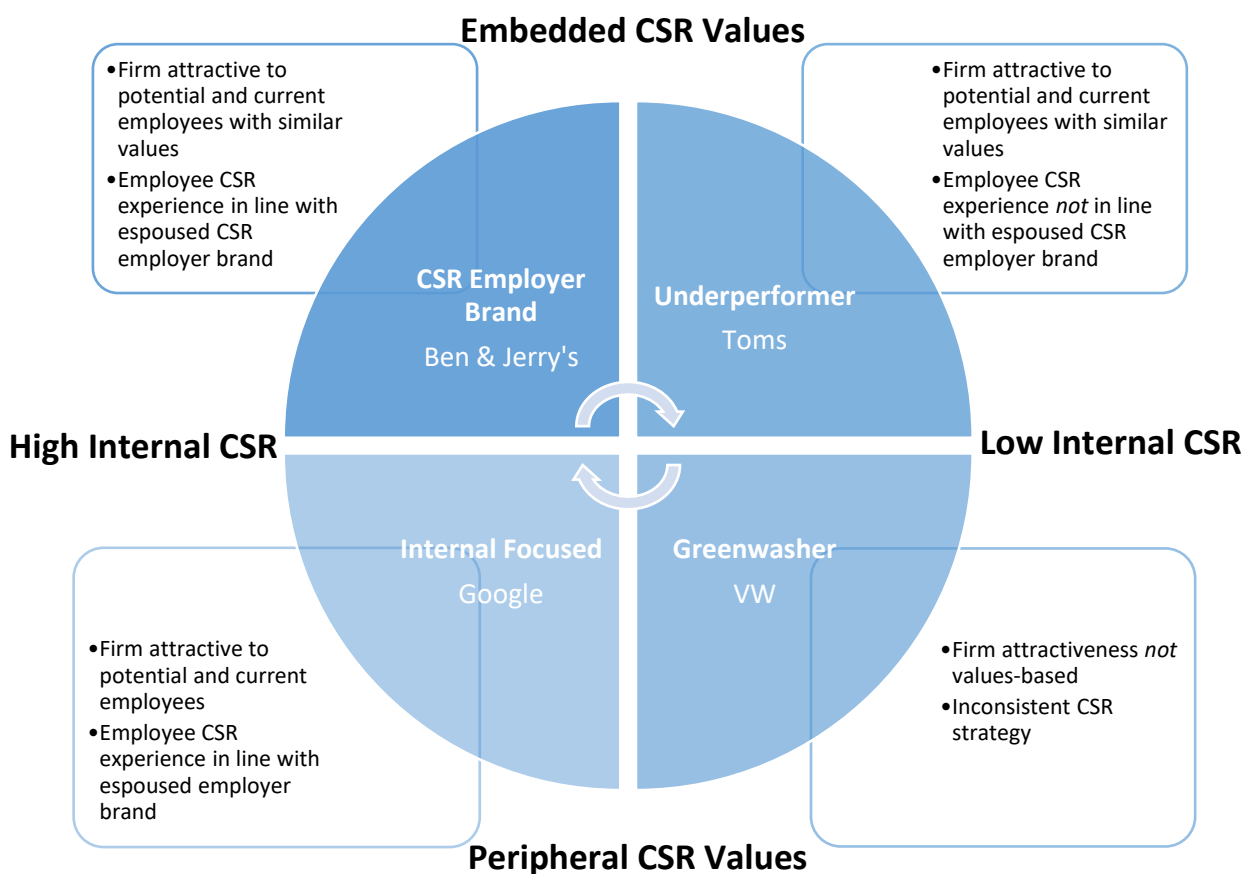 Embedded CSR Values
•Firm attractive to
potential and current
employees with similar
values
•Employee CSR
experience in line with
espoused CSR
employer brand
•Firm attractive to
potential and current
employees with similar
values
•Employee CSR
experience not in line
with espoused CSR
employer brand
CSR Employer
Brand
Ben & Jerry's
Underperformer
Toms
High Internal CSR
Low Internal CSR
Internal Focused
Google
Greenwasher
VW
•Firm attractive to
potential and current
employees
•Employee CSR
experience in line with
espoused employer
brand
•Firm attractiveness not
values-based
•Inconsistent CSR
strategy
Peripheral CSR Values